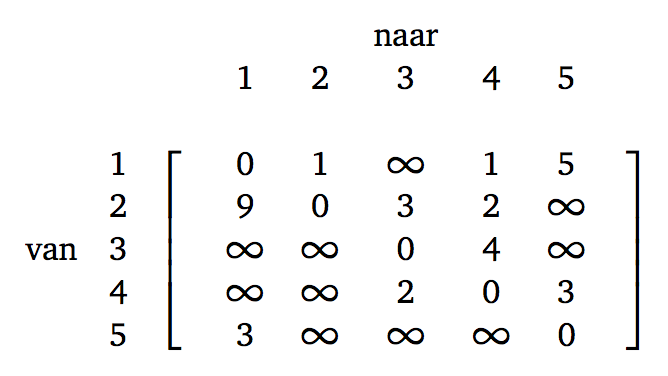 naar
1 2 3 4 5
1 0 1 ∞ 1 5
2 9 0 3 2 ∞
van 3 ∞ ∞ 0 4 ∞
4 ∞ ∞ 2 0 3
5 3 ∞ ∞ ∞ 0